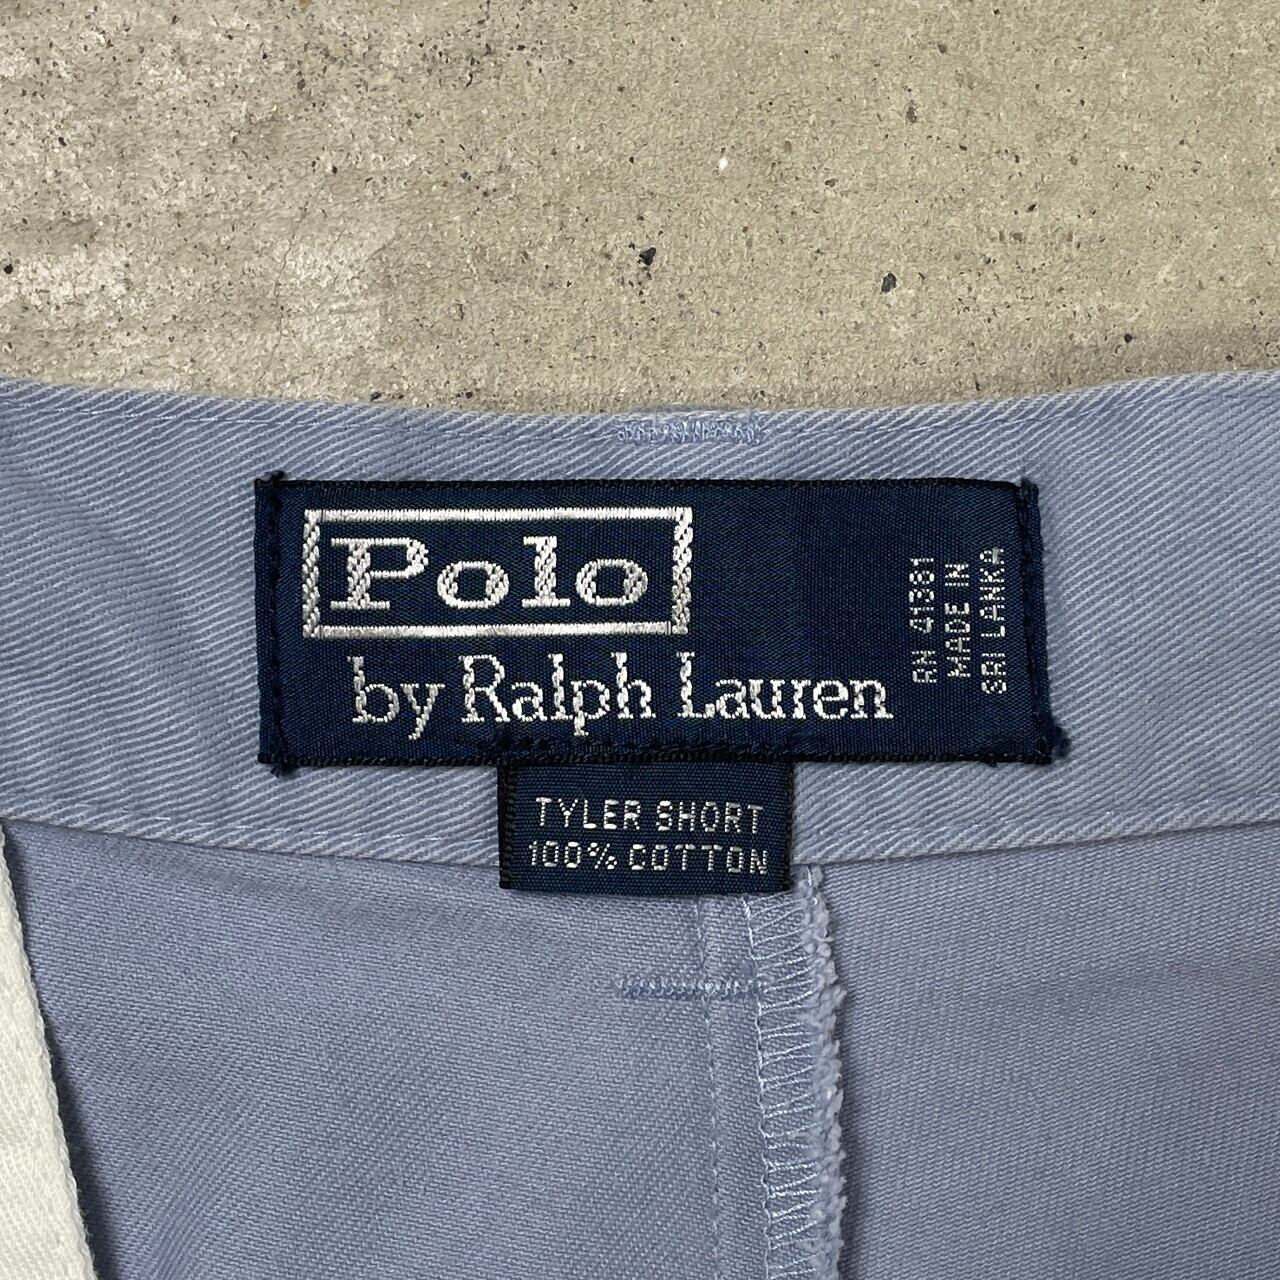 Polo
by Ralph Lauren
RN 41381
MADE IN
SRI LANKA
TYLER SHORT
100% COTTON